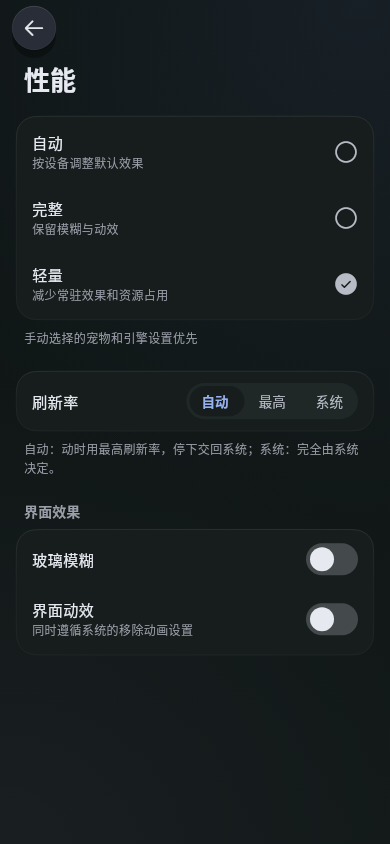 性能
自动
按设备调整默认效果
完整
保留模糊与动效
轻量
减少常驻效果和资源占用
手动选择的宠物和引擎设置优先
刷新率
自动 最高 系统
自动：动时用最高刷新率，停下交回系统；系统：完全由系统
决定。
界面效果
玻璃模糊
界面动效
同时遵循系统的移除动画设置